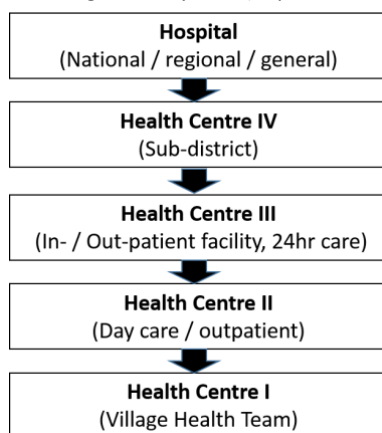 Hospital
(National / regional / general)
Health Centre IV
(Sub-district)
Health Centre III
(In- / Out-patient facility, 24hr care)
Health Centre II
(Day care / outpatient)
Health Centre I
(Village Health Team)